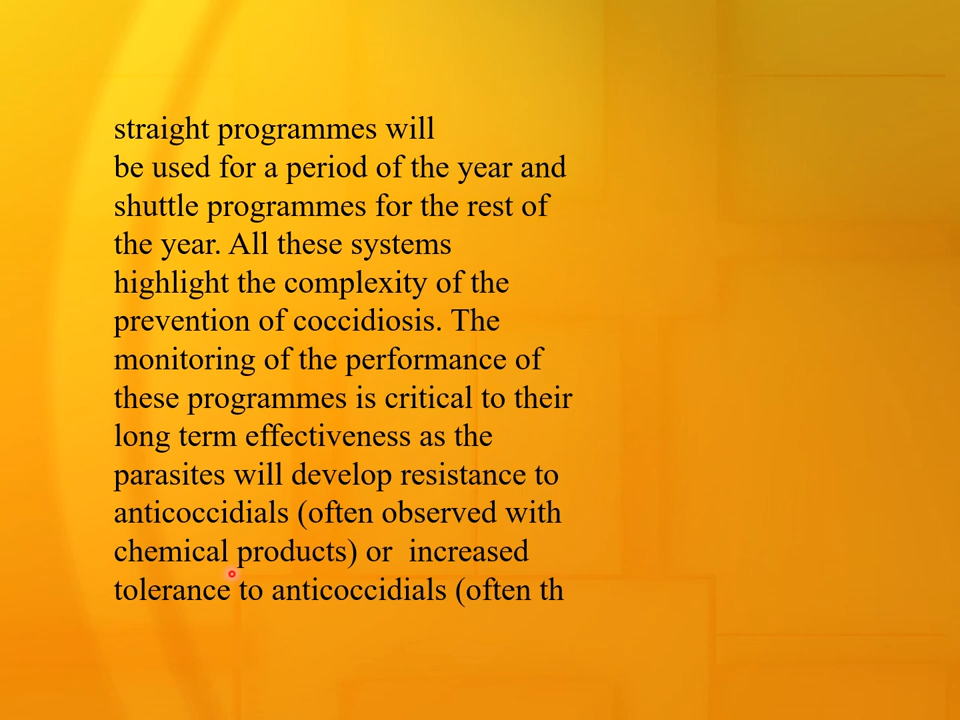 straight programmes will
be used for a period of the year and
shuttle programmes for the rest of
the year. All these systems
highlight the complexity of the
prevention of coccidiosis. The
monitoring of the performance of
these programmes is critical to their
long term effectiveness as the
parasites will develop resistance to
anticoccidials (often observed with
chemical products) or  increased
tolerance to anticoccidials (often th